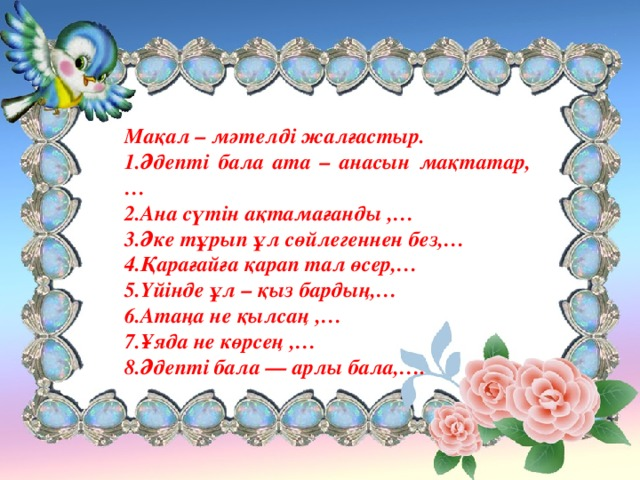 Мақал – мәтелді жалғастыр.
1.Әдепті бала ата – анасын мақтатар,
…
2.Ана сүтін ақтамағанды ,…
3.Әке тұрып ұл сөйлегеннен без,…
4.Қарағайға қарап тал өсер,…
5.Үйінде ұл – қыз бардың,…
6.Атаңа не қылсаң ,…
7.Ұяда не көрсең ,…
8.Әдепті бала — арлы бала,….